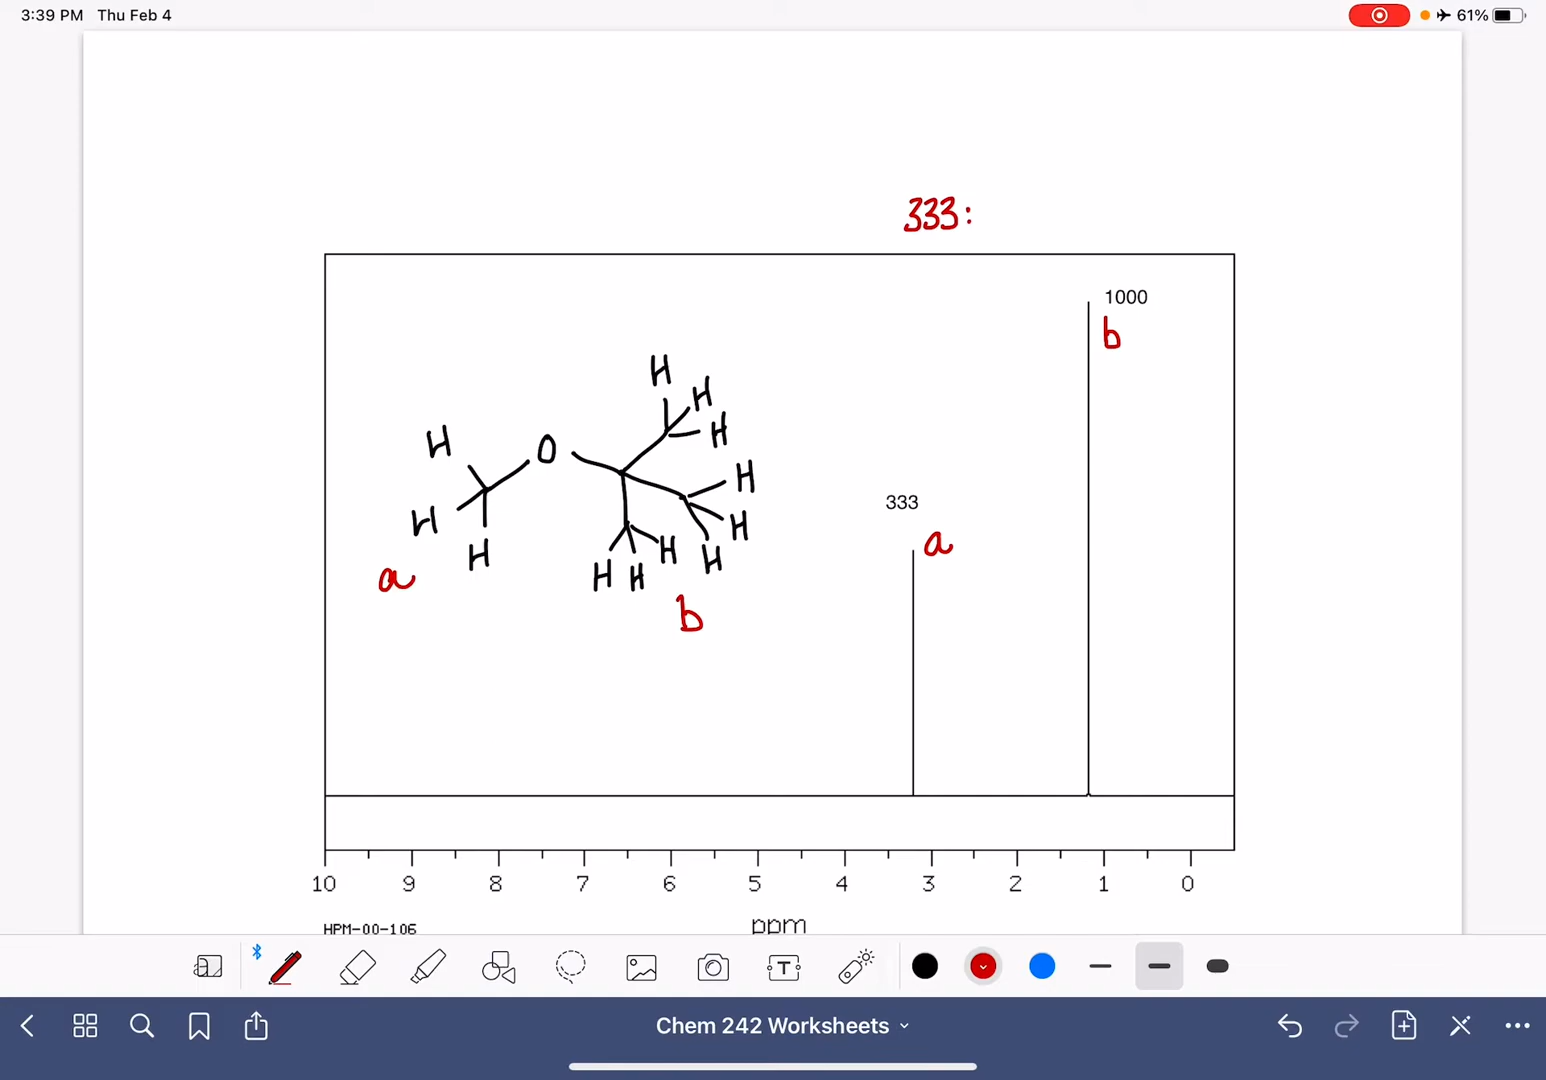 3:39 PM Thu Feb 4
61%
333:
1000
b
H
H
H
H
O
H
333
H
H
a
H
H
H
H
H
H
a
b
10 9 8 7 6 5 4 3 2 1 0
ppm
HPM-00-106
T
Chem 242 Worksheets